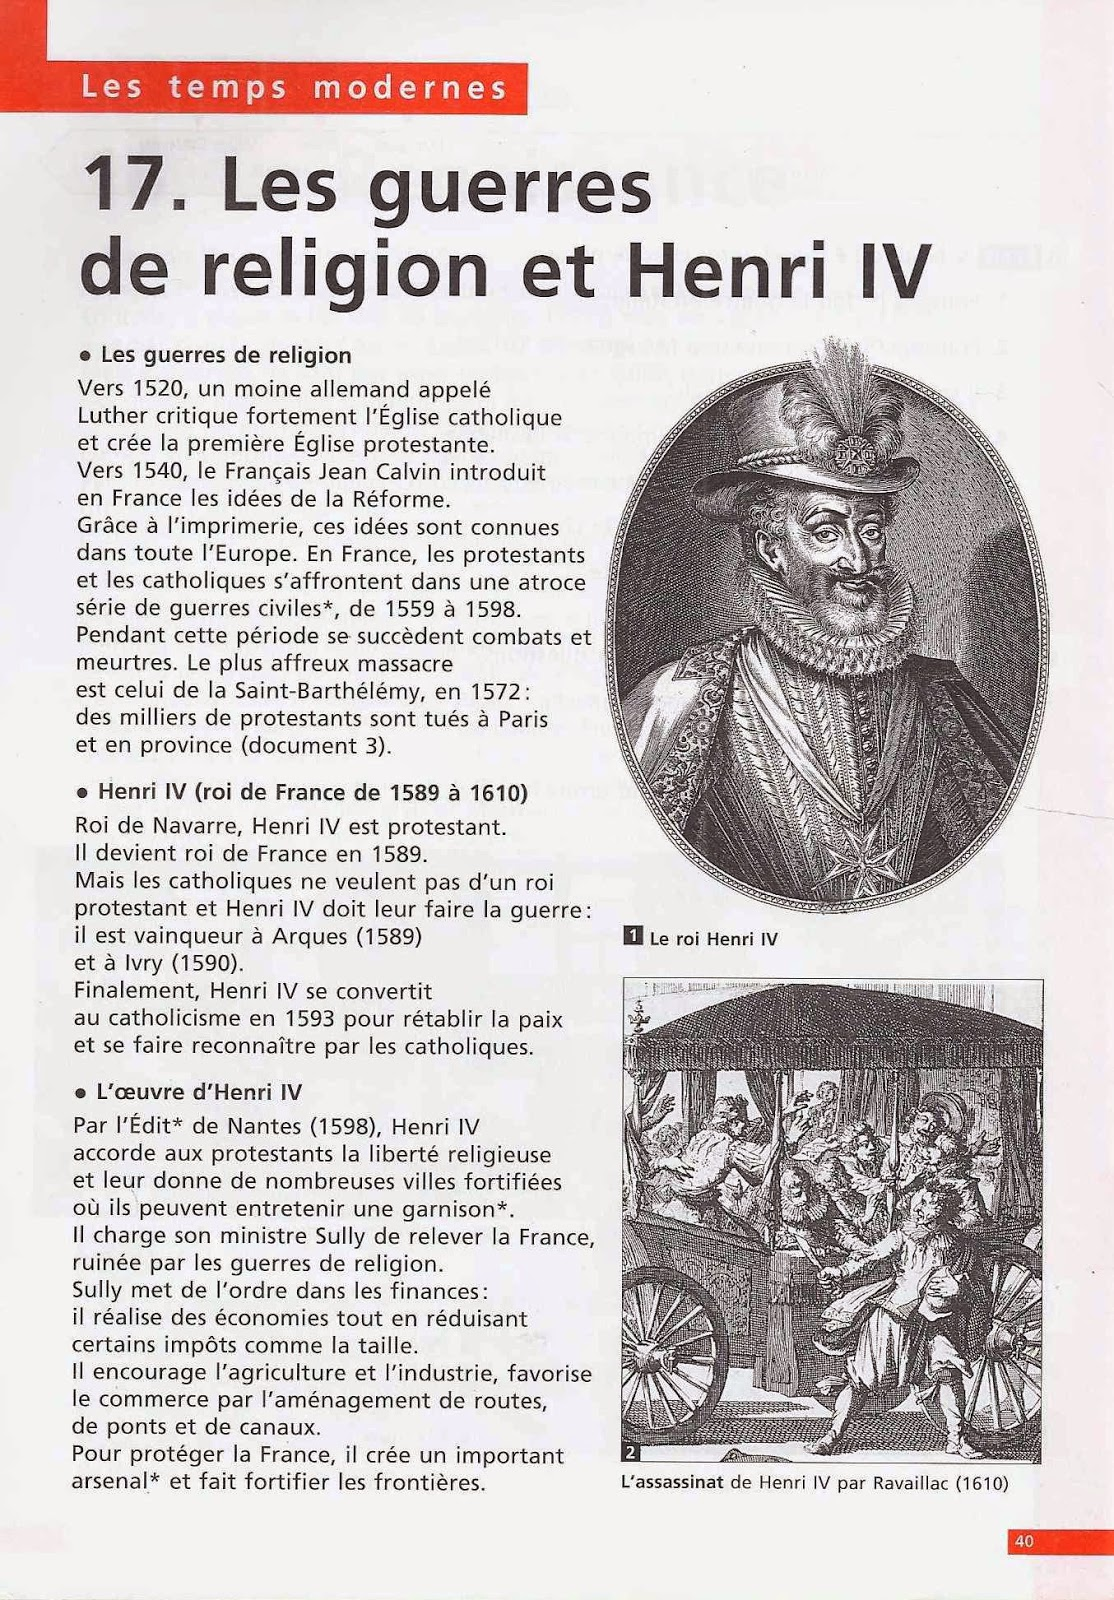 Les temps modernes
17. Les guerres
de religion et Henri IV
• Les guerres de religion
Vers 1520, un moine allemand appelé
Luther critique fortement l'Église catholique
et crée la première Église protestante.
Vers 1540, le Français Jean Calvin introduit
en France les idées de la Réforme.
Grâce à l'imprimerie, ces idées sont connues
dans toute l'Europe. En France, les protestants
et les catholiques s'affrontent dans une atroce
série de guerres civiles*, de 1559 à 1598.
Pendant cette période se succèdent combats et
meurtres. Le plus affreux massacre
est celui de la Saint-Barthélémy, en 1572 :
des milliers de protestants sont tués à Paris
et en province (document 3).
• Henri IV (roi de France de 1589 à 1610)
Roi de Navarre, Henri IV est protestant.
Il devient roi de France en 1589.
Mais les catholiques ne veulent pas d'un roi
protestant et Henri IV doit leur faire la guerre :
il est vainqueur à Arques (1589)
et à Ivry (1590).
Finalement, Henri IV se convertit
au catholicisme en 1593 pour rétablir la paix
et se faire reconnaître par les catholiques.
• L'œuvre d'Henri IV
Par l'Édit* de Nantes (1598), Henri IV
accorde aux protestants la liberté religieuse
et leur donne de nombreuses villes fortifiées
où ils peuvent entretenir une garnison*.
Il charge son ministre Sully de relever la France,
ruinée par les guerres de religion.
Sully met de l'ordre dans les finances :
il réalise des économies tout en réduisant
certains impôts comme la taille.
Il encourage l'agriculture et l'industrie, favorise
le commerce par l'aménagement de routes,
de ponts et de canaux.
Pour protéger la France, il crée un important
arsenal* et fait fortifier les frontières.
1 Le roi Henri IV
2
L'assassinat de Henri IV par Ravaillac (1610)
40